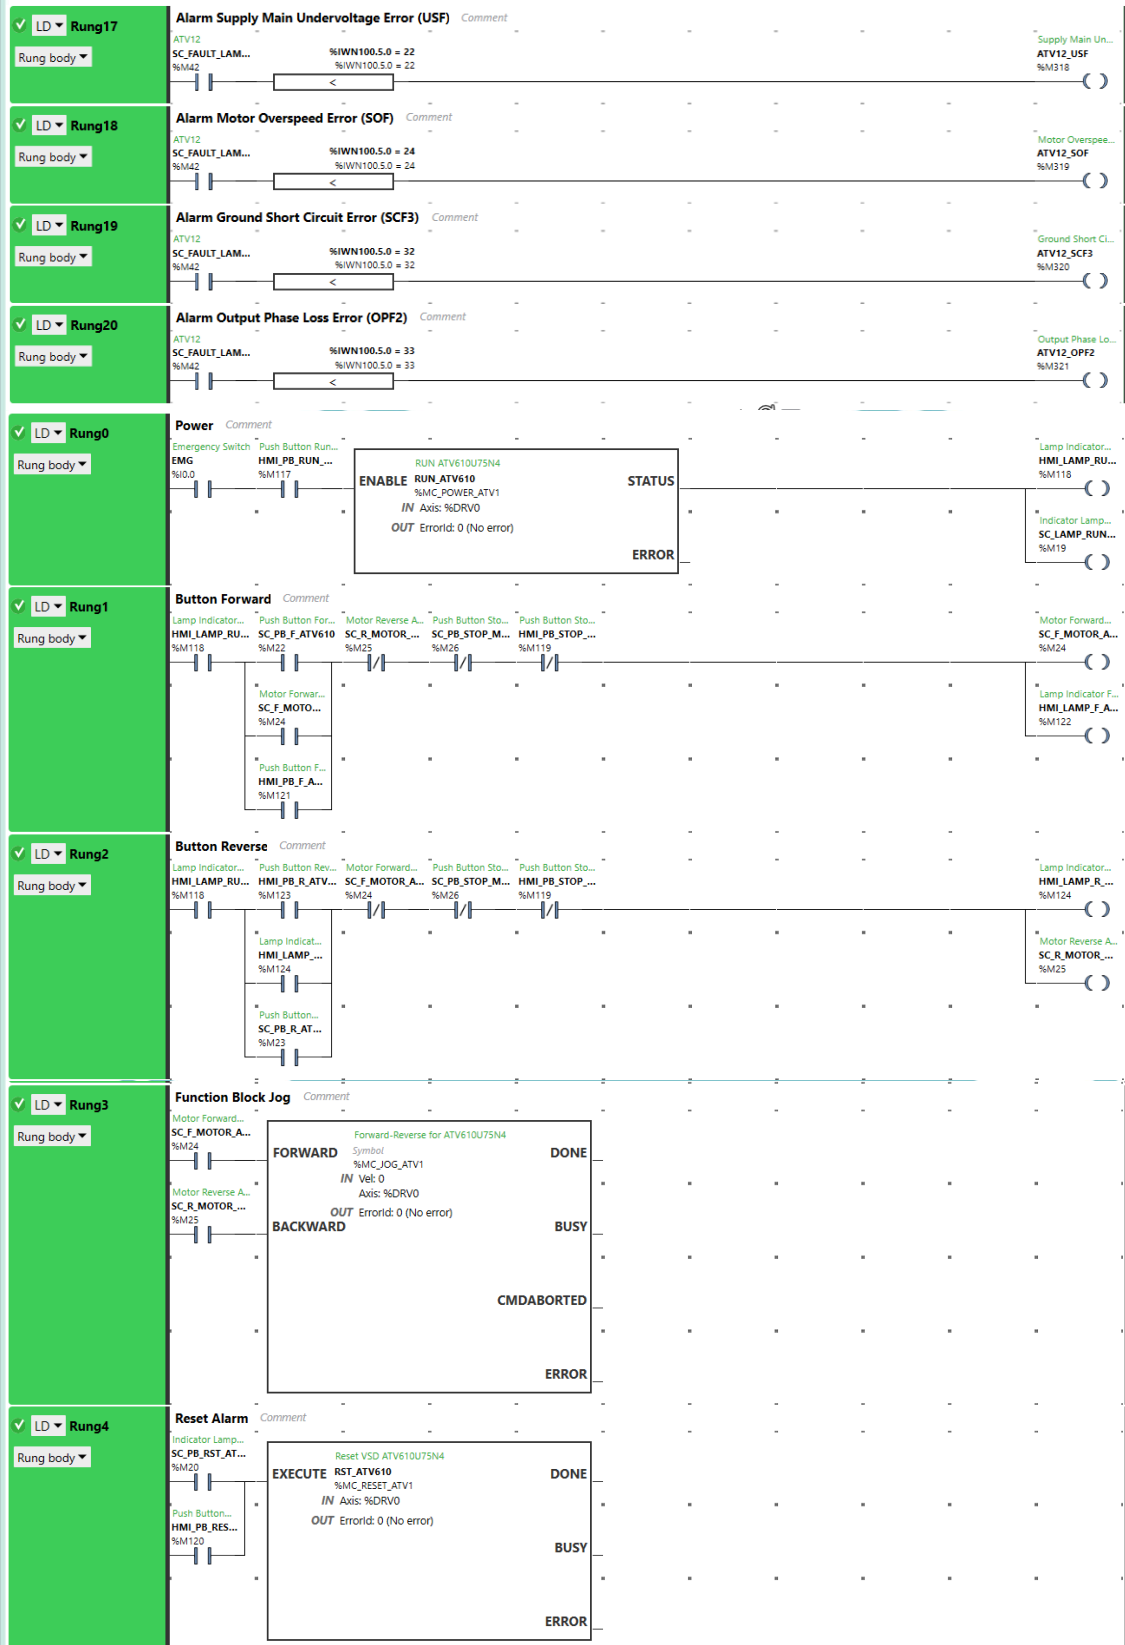 LD Rung17
Rung body
Alarm Supply Main Undervoltage Error (USF) Comment
ATV12
SC_FAULT_LAM...
%M42
%IWN100.5.0 = 22
%IWN100.5.0 = 22
<
Supply Main Un...
ATV12_USF
%M318
LD Rung18
Rung body
Alarm Motor Overspeed Error (SOF) Comment
ATV12
SC_FAULT_LAM...
%M42
%IWN100.5.0 = 24
%IWN100.5.0 = 24
<
Motor Overspee...
ATV12_SOF
%M319
LD Rung19
Rung body
Alarm Ground Short Circuit Error (SCF3) Comment
ATV12
SC_FAULT_LAM...
%M42
%IWN100.5.0 = 32
%IWN100.5.0 = 32
<
Ground Short Ci...
ATV12_SCF3
%M320
LD Rung20
Rung body
Alarm Output Phase Loss Error (OPF2) Comment
ATV12
SC_FAULT_LAM...
%M42
%IWN100.5.0 = 33
%IWN100.5.0 = 33
<
Output Phase Lo...
ATV12_OPF2
%M321
LD Rung0
Rung body
Power Comment
Emergency Switch
EMG
%I0.0
Push Button Run...
HMI_PB_RUN_...
%M117
RUN ATV610U75N4
ENABLE RUN_ATV610 STATUS
%MC_POWER_ATV1
IN Axis: %DRV0
OUT ErrorId: 0 (No error)
ERROR
Lamp Indicator...
HMI_LAMP_RU...
%M118
Indicator Lamp...
SC_LAMP_RUN...
%M19
LD Rung1
Rung body
Button Forward Comment
Lamp Indicator... Push Button For... Motor Reverse A... Push Button Sto... Push Button Sto...
HMI_LAMP_RU... SC_PB_F_ATV610 SC_R_MOTOR_... SC_PB_STOP_M... HMI_PB_STOP_...
%M118 %M22 %M25 %M26 %M119
Motor Forward...
SC_F_MOTOR_A...
%M24
Motor Forwar...
SC_F_MOTO...
%M24
Lamp Indicator F...
HMI_LAMP_F_A...
%M122
Push Button F...
HMI_PB_F_A...
%M121
LD Rung2
Rung body
Button Reverse Comment
Lamp Indicator... Push Button Rev... Motor Forward... Push Button Sto... Push Button Sto...
HMI_LAMP_RU... HMI_PB_R_ATV... SC_F_MOTOR_A... SC_PB_STOP_M... HMI_PB_STOP_...
%M118 %M123 %M24 %M26 %M119
Lamp Indicator...
HMI_LAMP_R_...
%M124
Lamp Indicat...
HMI_LAMP_...
%M124
Motor Reverse A...
SC_R_MOTOR_...
%M25
Push Button...
SC_PB_R_AT...
%M23
LD Rung3
Rung body
Function Block Jog Comment
Motor Forward...
SC_F_MOTOR_A...
%M24
Motor Reverse A...
SC_R_MOTOR_...
%M25
Forward-Reverse for ATV610U75N4
FORWARD Symbol DONE
%MC_JOG_ATV1
IN Vel: 0
Axis: %DRV0
OUT ErrorId: 0 (No error)
BACKWARD BUSY
CMDABORTED
ERROR
LD Rung4
Rung body
Reset Alarm Comment
Indicator Lamp...
SC_PB_RST_AT...
%M20
Push Button...
HMI_PB_RES...
%M120
Reset VSD ATV610U75N4
EXECUTE RST_ATV610 DONE
%MC_RESET_ATV1
IN Axis: %DRV0
OUT ErrorId: 0 (No error)
BUSY
ERROR